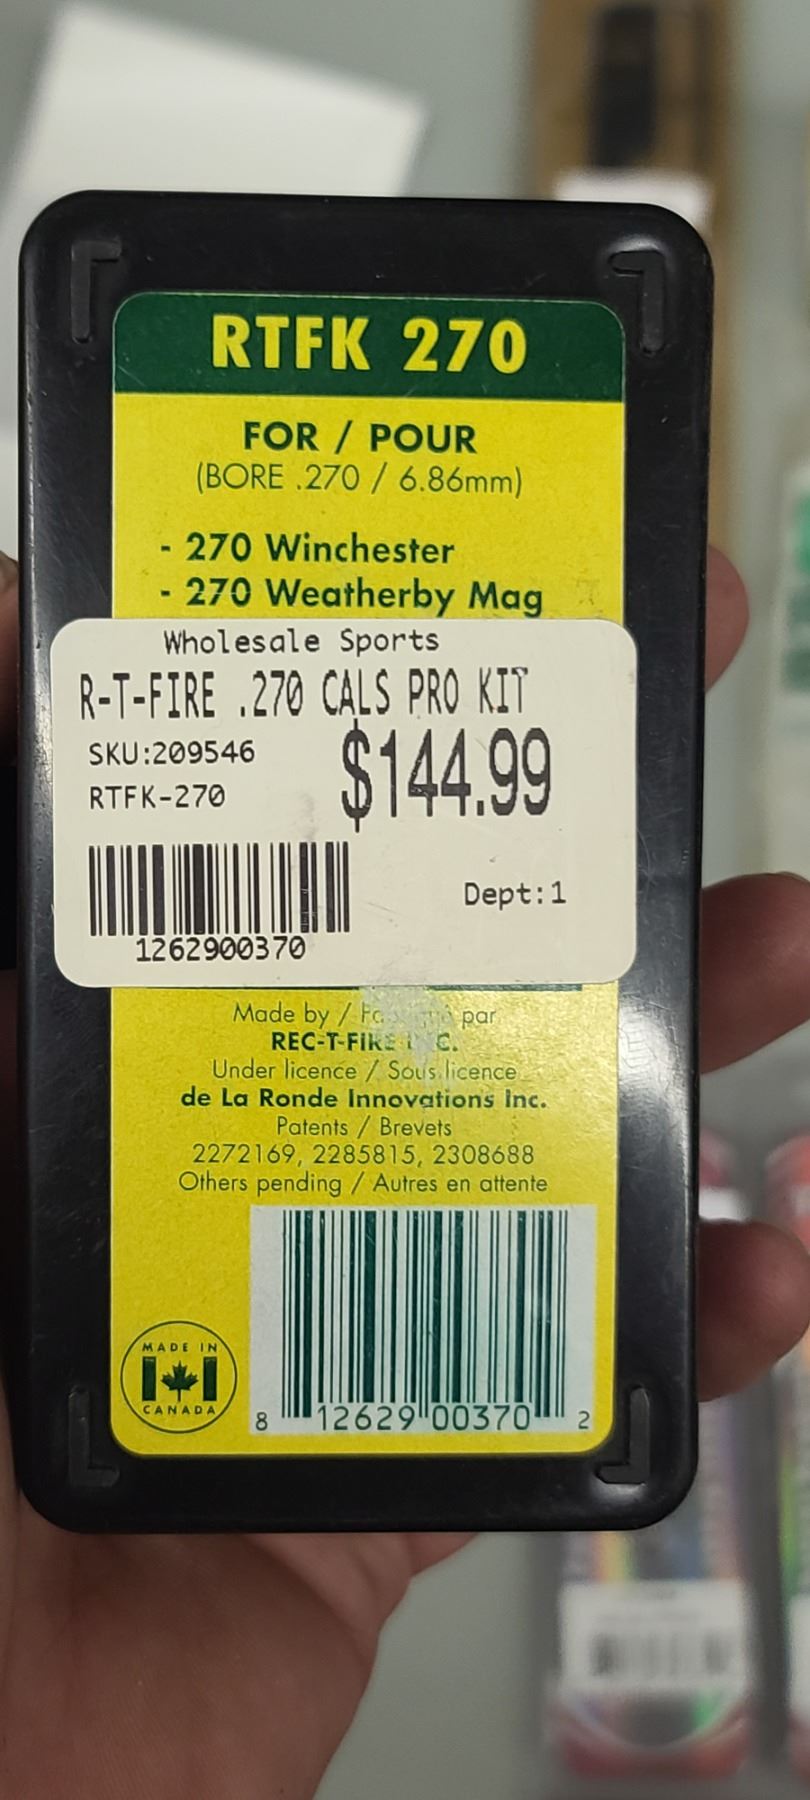 RTFK 270
FOR / POUR
(BORE .270 / 6.86mm)
- 270 Winchester
- 270 Weatherby Mag
Wholesale Sports
R-T-FIRE .270 CALS PRO KIT
SKU:209546
$144.99
RTFK-270
Dept:1
1262900370
Made by / par
REC-T-FIRE
Under licence / Sous licence
de La Ronde Innovations Inc.
Patents / Brevets
2272169, 2285815, 2308688
Others pending / Autres en attente
MADE IN
CANADA
8 12629 00370 2